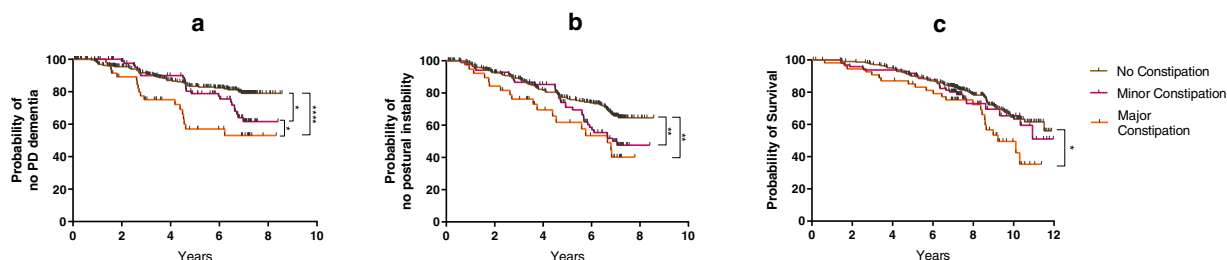 a
Probability of
no PD dementia
100
80
60
40
20
0
0 2 4 6 8 10
Years
*
*
****
b
Probability of
no postural instability
100
80
60
40
20
0
0 2 4 6 8 10
Years
**
**
c
Probability of Survival
100
80
60
40
20
0
0 2 4 6 8 10 12
Years
*
No Constipation
Minor Constipation
Major
Constipation